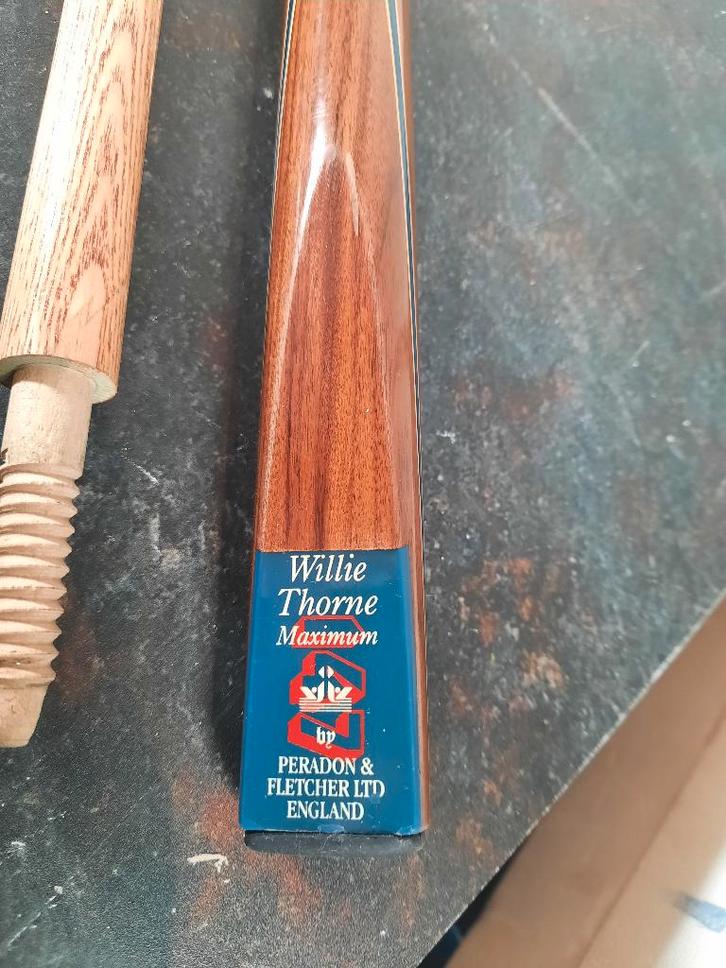 Willie
Thorne
Maximum
by
PERADON &
FLETCHER LTD
ENGLAND